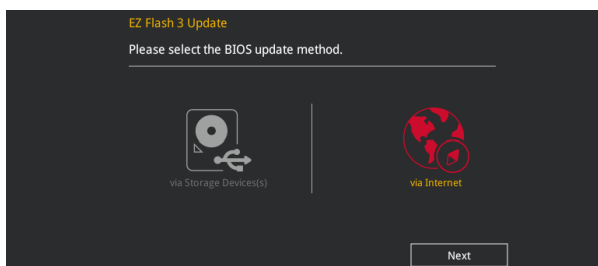 EZ Flash 3 Update
Please select the BIOS update method.
via Storage Devices(s)
via Internet
Next